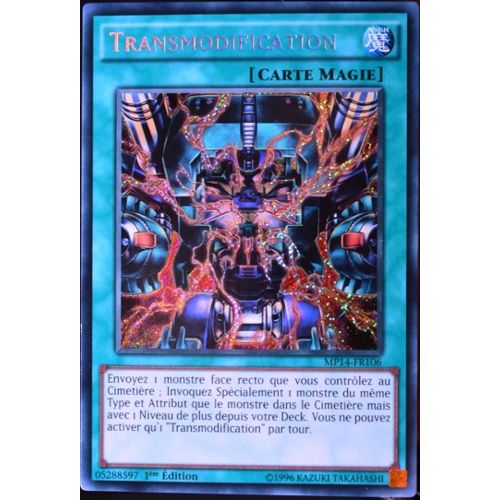 TRANSMODIFICATION
魔
[CARTE MAGIE]
MP14-FR106
Envoyez 1 monstre face recto que vous contrôlez au
Cimetière ; Invoquez Spécialement 1 monstre du même
Type et Attribut que le monstre dans le Cimetière mais
avec 1 Niveau de plus depuis votre Deck. Vous ne pouvez
activer qu'1 "Transmodification" par tour.
05288597 1ère Édition ©1996 KAZUKI TAKAHASHI